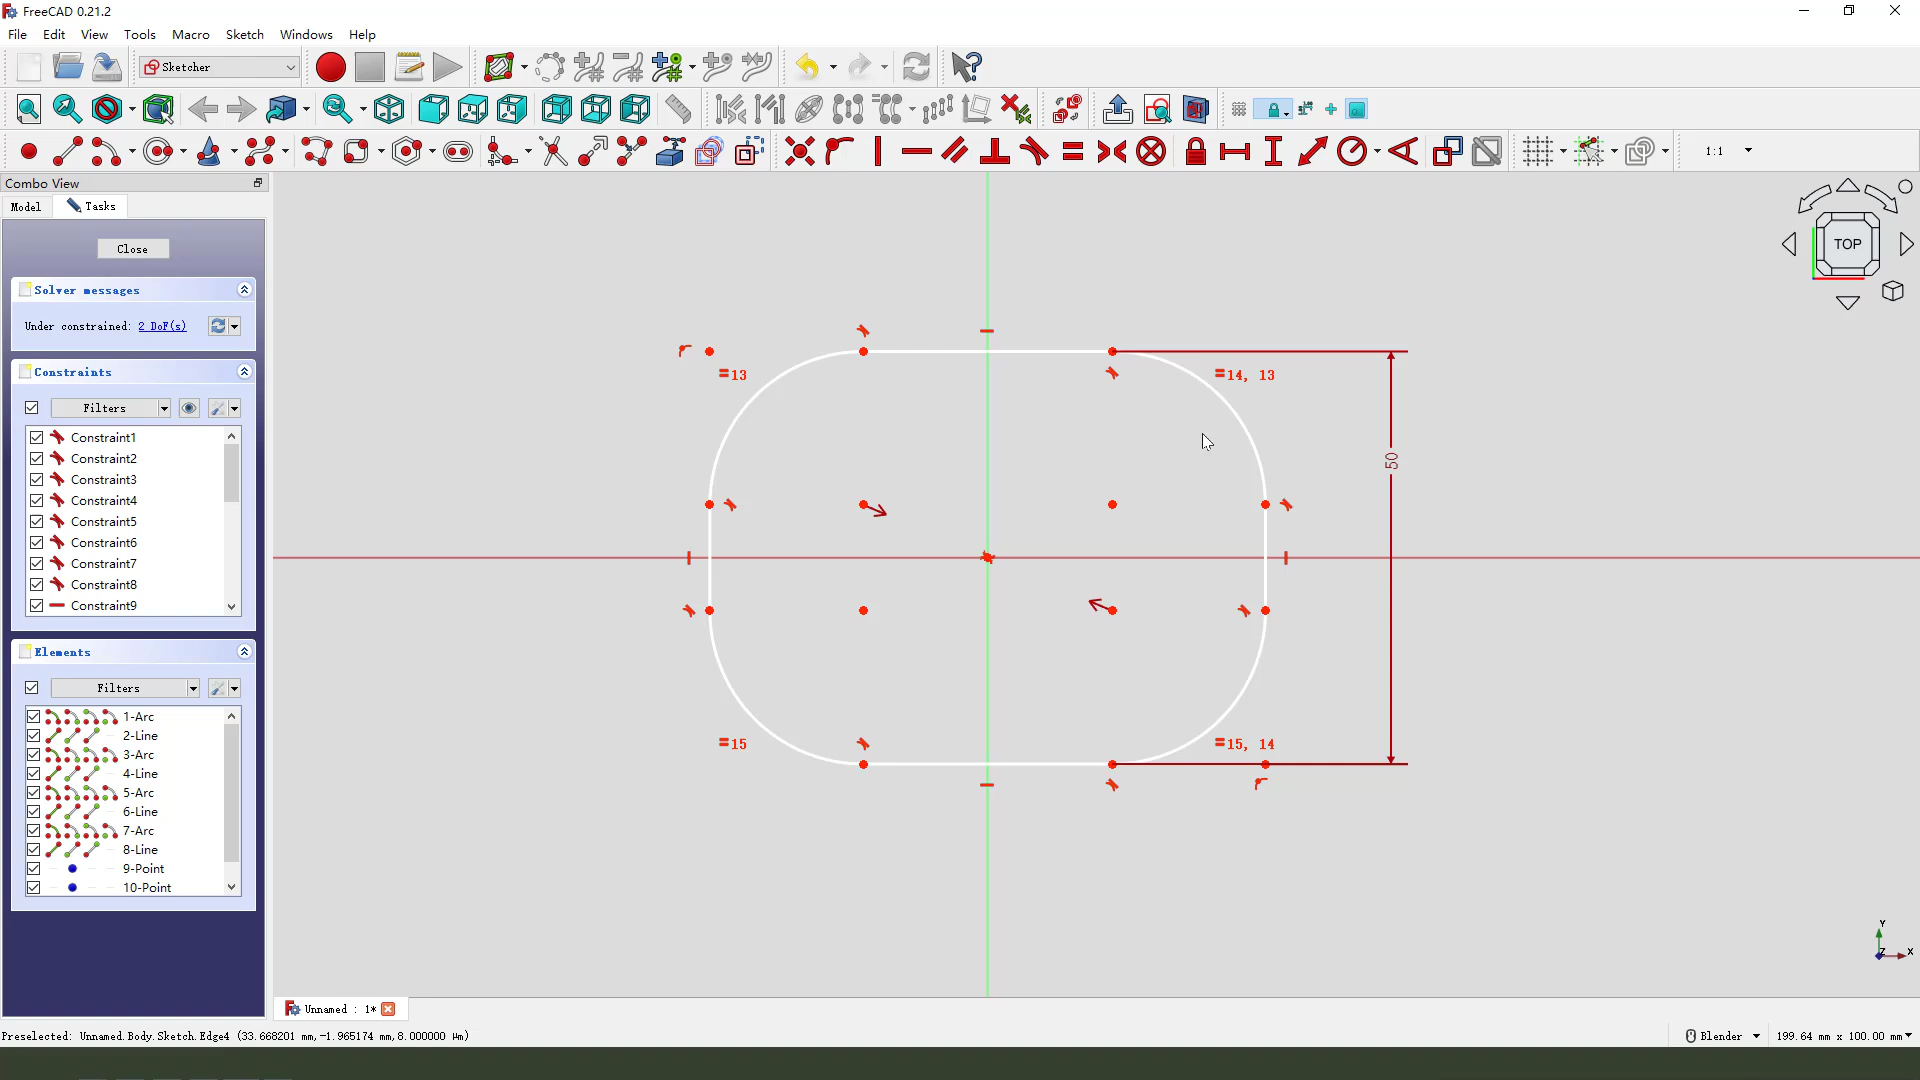 FreeCAD 0.21.2
File Edit View Tools Macro Sketch Windows Help
Sketcher
1:1
Combo View
Model Tasks
Close
Solver messages
Under constrained: 2 DoF(s)
Constraints
Filters
Constraint1
Constraint2
Constraint3
Constraint4
Constraint5
Constraint6
Constraint7
Constraint8
Constraint9
Elements
Filters
1-Arc
2-Line
3-Arc
4-Line
5-Arc
6-Line
7-Arc
8-Line
9-Point
10-Point
=13
=14, 13
50
=15
=15, 14
TOP
Y
Z
X
Unnamed : 1*
Preselected: Unnamed.Body.Sketch.Edge4 (33.668201 mm,-1.965174 mm,8.000000 µm)
Blender
199.64 mm x 100.00 mm